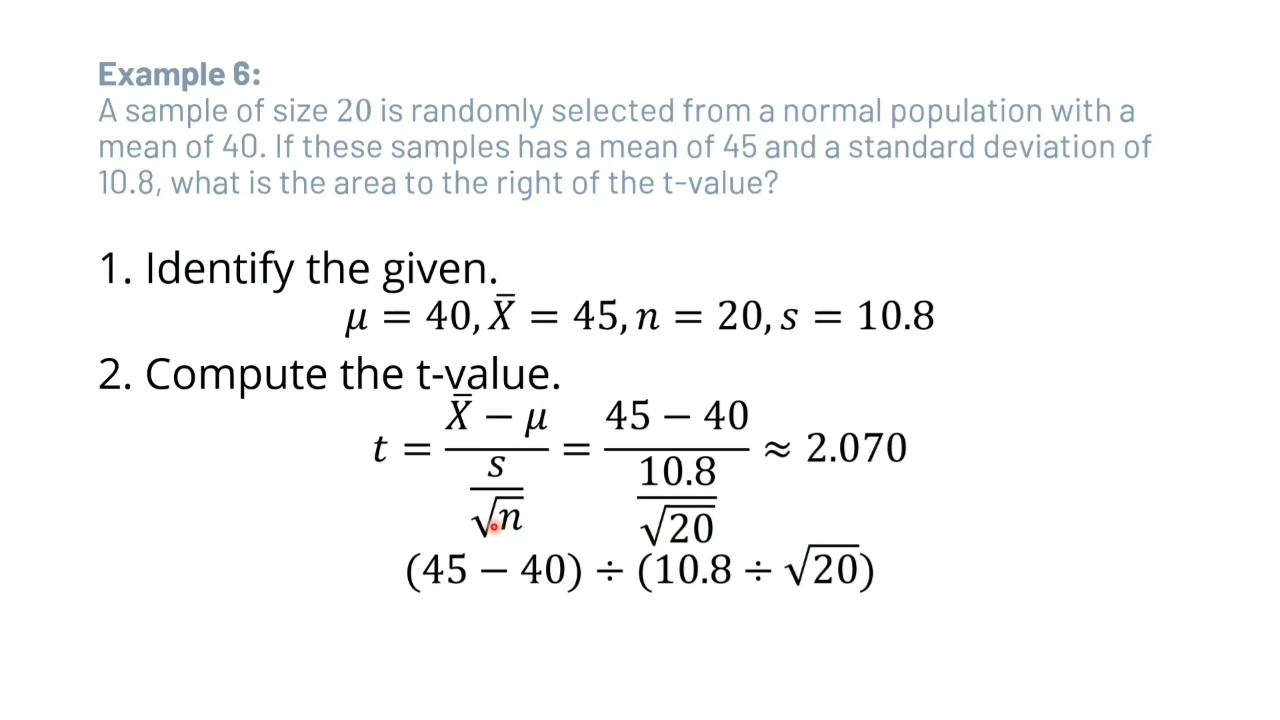 Example 6:
A sample of size 20 is randomly selected from a normal population with a
mean of 40. If these samples has a mean of 45 and a standard deviation of
10.8, what is the area to the right of the t-value?
1. Identify the given.
μ = 40, X̄ = 45, n = 20, s = 10.8
2. Compute the t-value.
t = (X̄ − μ)/(s/√n) = (45 − 40)/(10.8/√20) ≈ 2.070
(45 − 40) ÷ (10.8 ÷ √20)